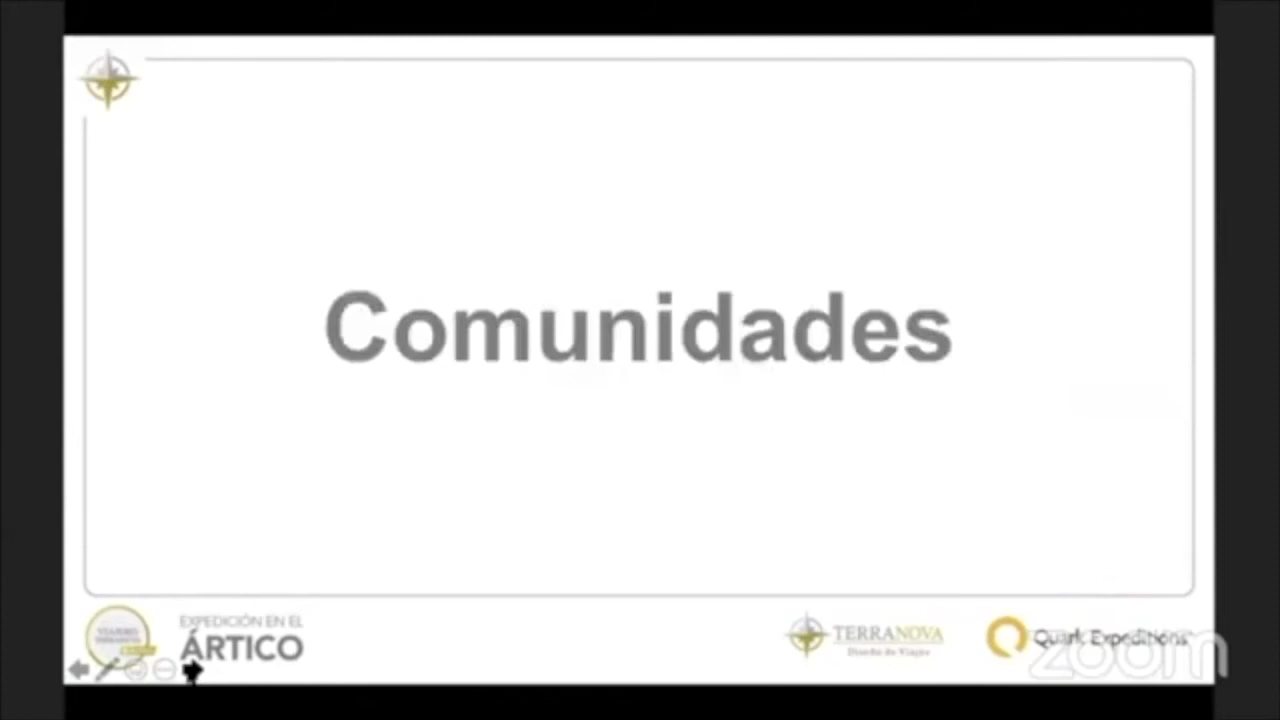 Comunidades
EXPEDICIÓN EN EL
ÁRTICO
TERRANOVA
Diseño de Viajes
Quark Expeditions
zoom